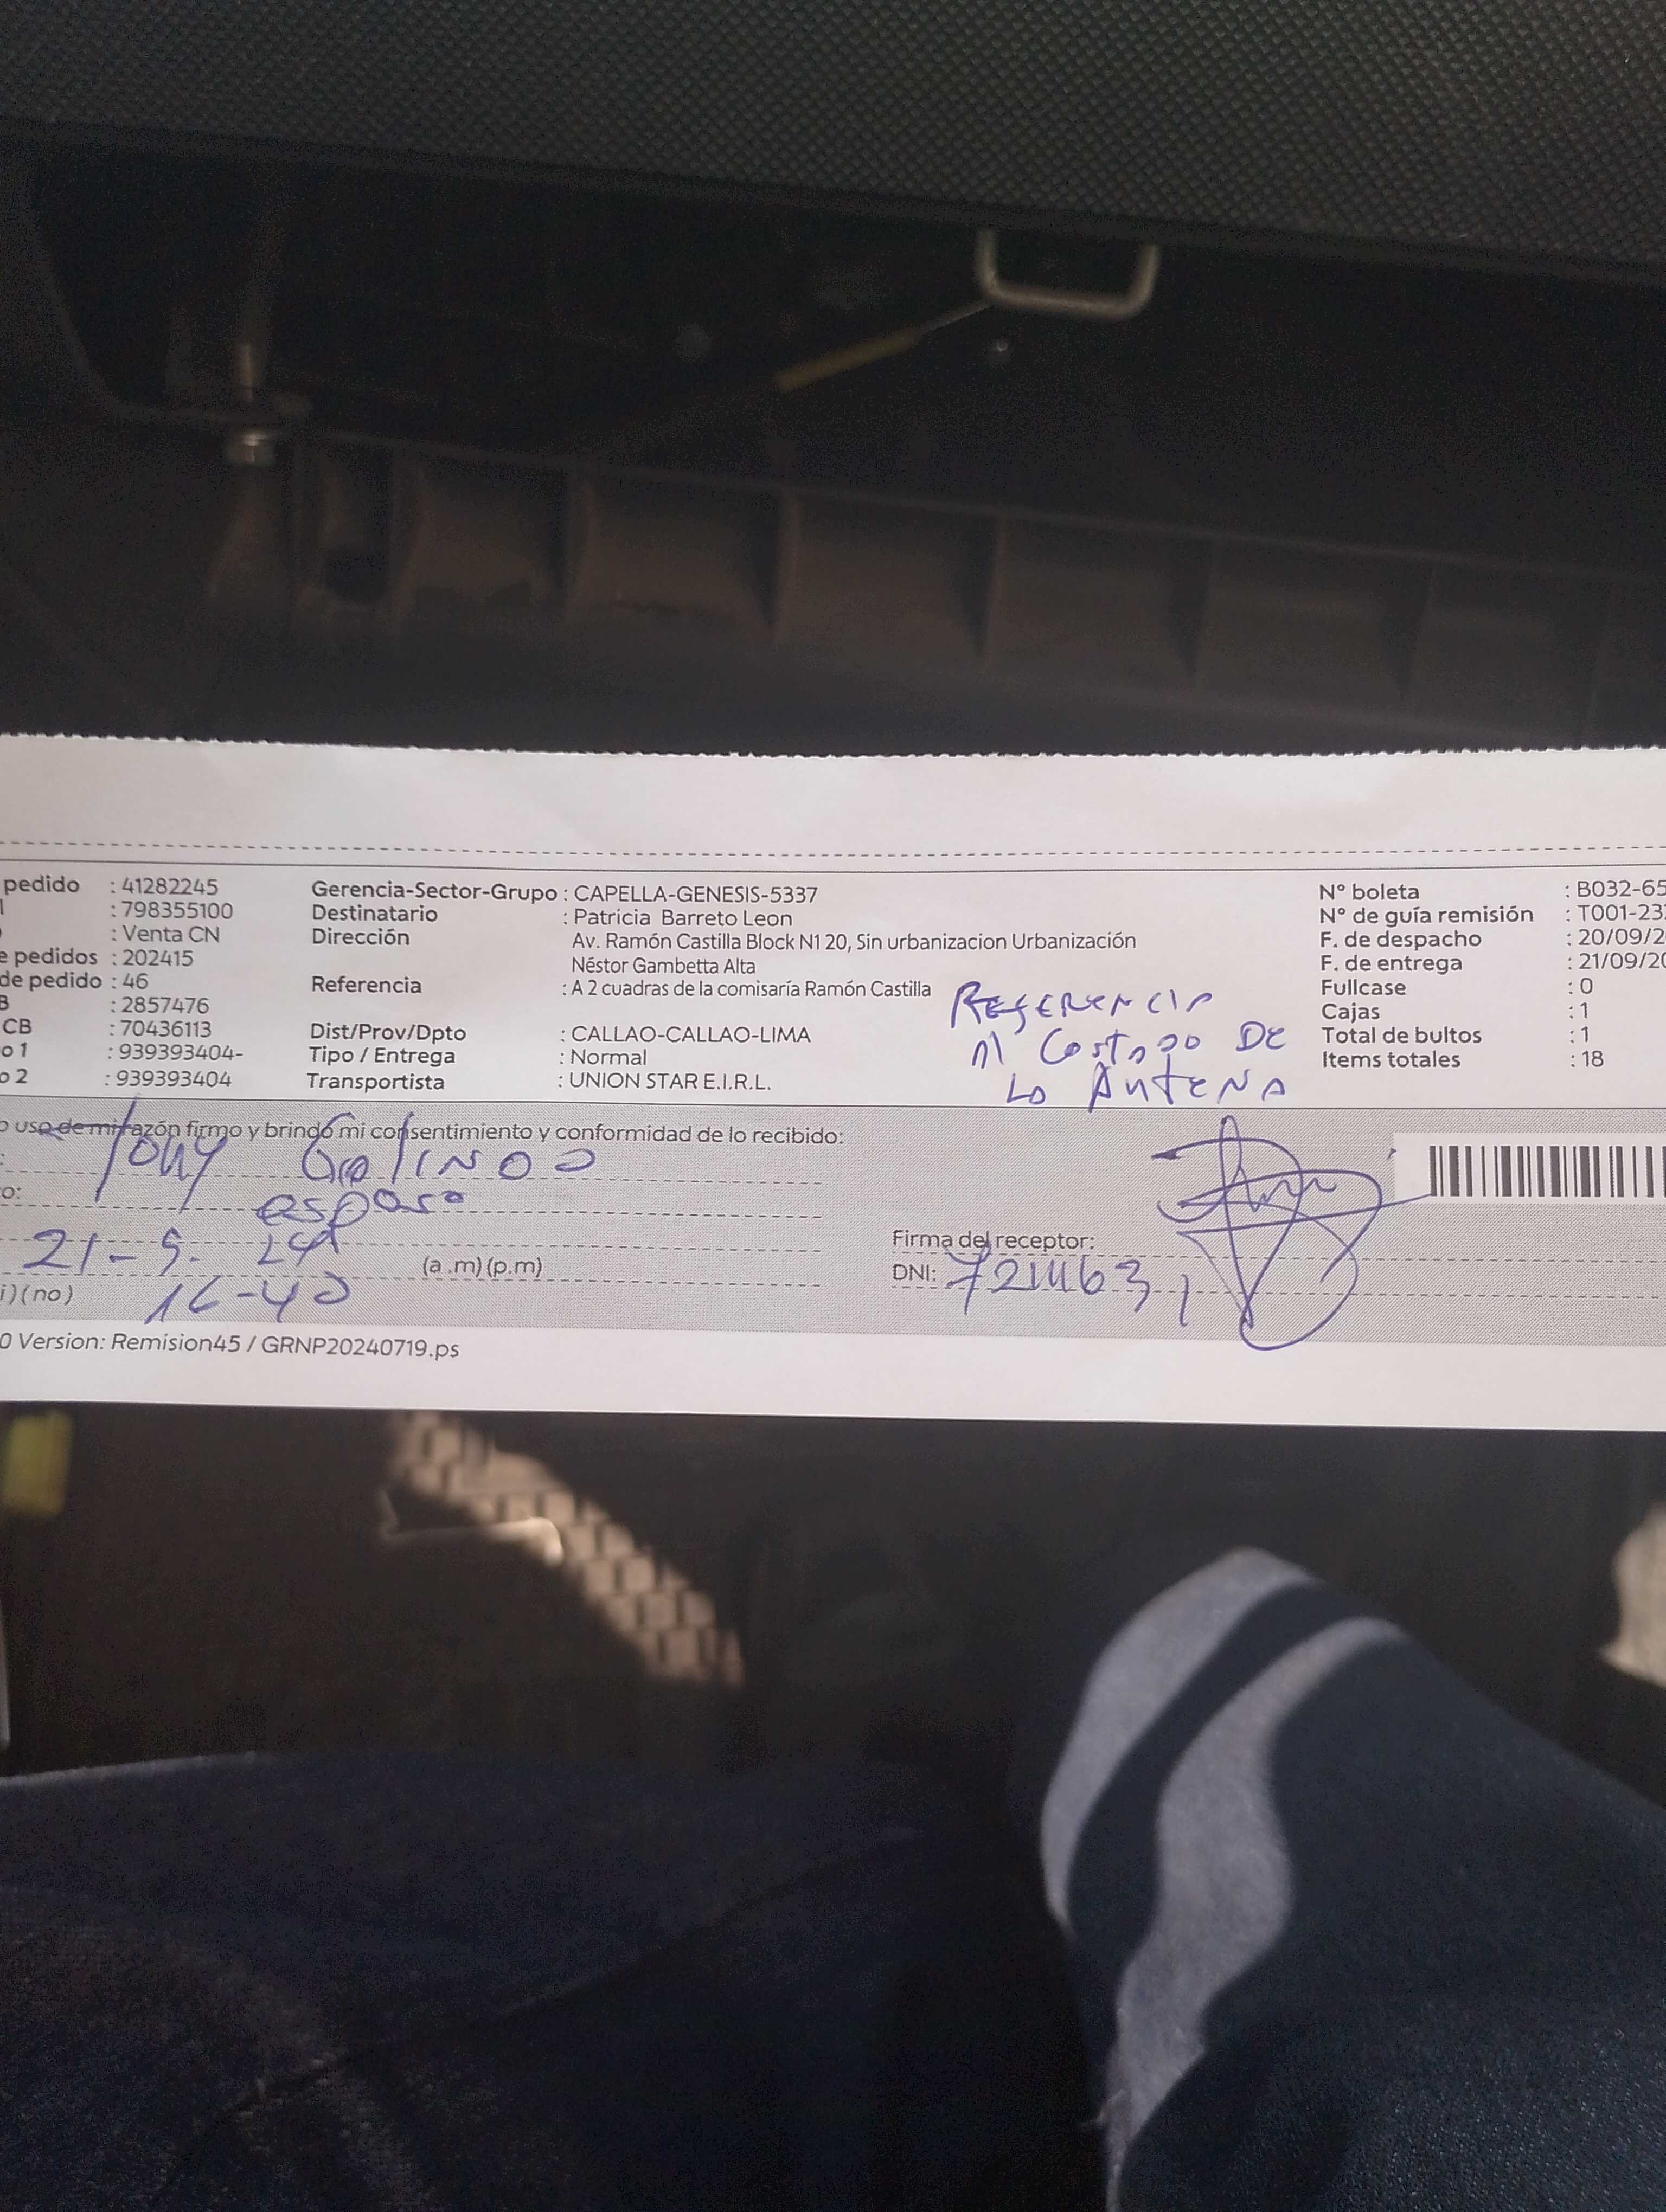 pedido : 41282245
: 798355100
: Venta CN
e pedidos : 202415
de pedido : 46
B : 2857476
CB : 70436113
o 1 : 939393404-
o 2 : 939393404
Gerencia-Sector-Grupo : CAPELLA-GENESIS-5337
Destinatario : Patricia Barreto Leon
Dirección Av. Ramón Castilla Block N1 20, Sin urbanizacion Urbanización
Néstor Gambetta Alta
Referencia : A 2 cuadras de la comisaría Ramón Castilla
Dist/Prov/Dpto : CALLAO-CALLAO-LIMA
Tipo / Entrega : Normal
Transportista : UNION STAR E.I.R.L.
Referencia
Al Costado De
La Antena
N° boleta : B032-65
N° de guía remisión : T001-23
F. de despacho : 20/09/2
F. de entrega : 21/09/20
Fullcase : 0
Cajas : 1
Total de bultos : 1
Items totales : 18
o uso de mi razón firmo y brindo mi consentimiento y conformidad de lo recibido:
Tony Galindo
o: esposo
21-9-24
(a.m) (p.m)
i) (no) 16-40
Firma del receptor:
DNI:
0 Version: Remision45 / GRNP20240719.ps